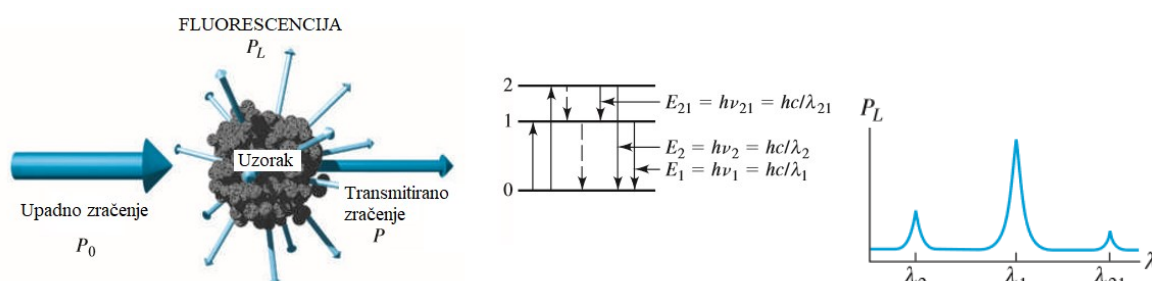 FLUORESCENCIJA
P_L
Uzorak
Upadno zračenje
P_0
Transmitirano
zračenje
P
2
1
0
E_21 = hν_21 = hc/λ_21
E_2 = hν_2 = hc/λ_2
E_1 = hν_1 = hc/λ_1
P_L
λ_2
λ_1
λ_21
λ